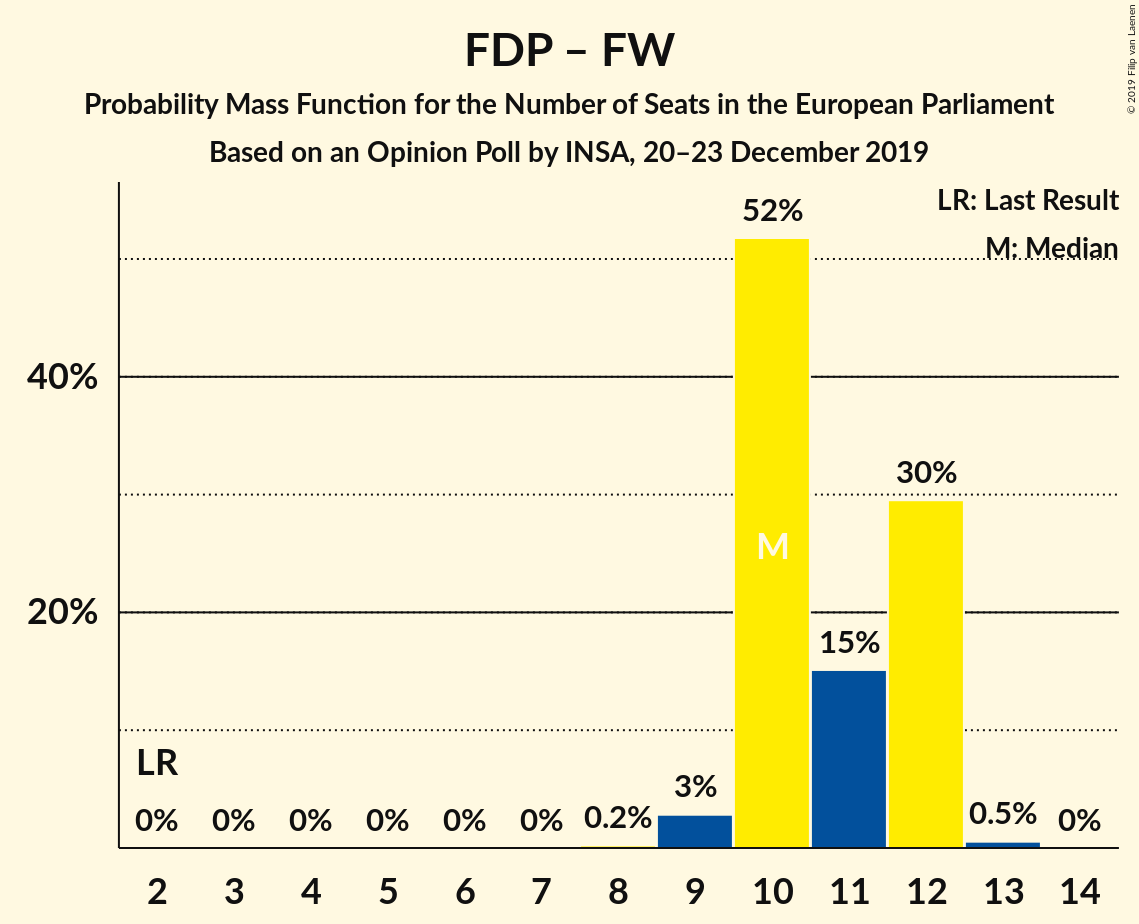 FDP – FW
Probability Mass Function for the Number of Seats in the European Parliament
Based on an Opinion Poll by INSA, 20–23 December 2019
© 2019 Filip van Laenen
LR: Last Result
M: Median
52%
40%
30%
M
20%
15%
LR
3%
0% 0% 0% 0% 0% 0% 0.2% 0.5% 0%
2 3 4 5 6 7 8 9 10 11 12 13 14